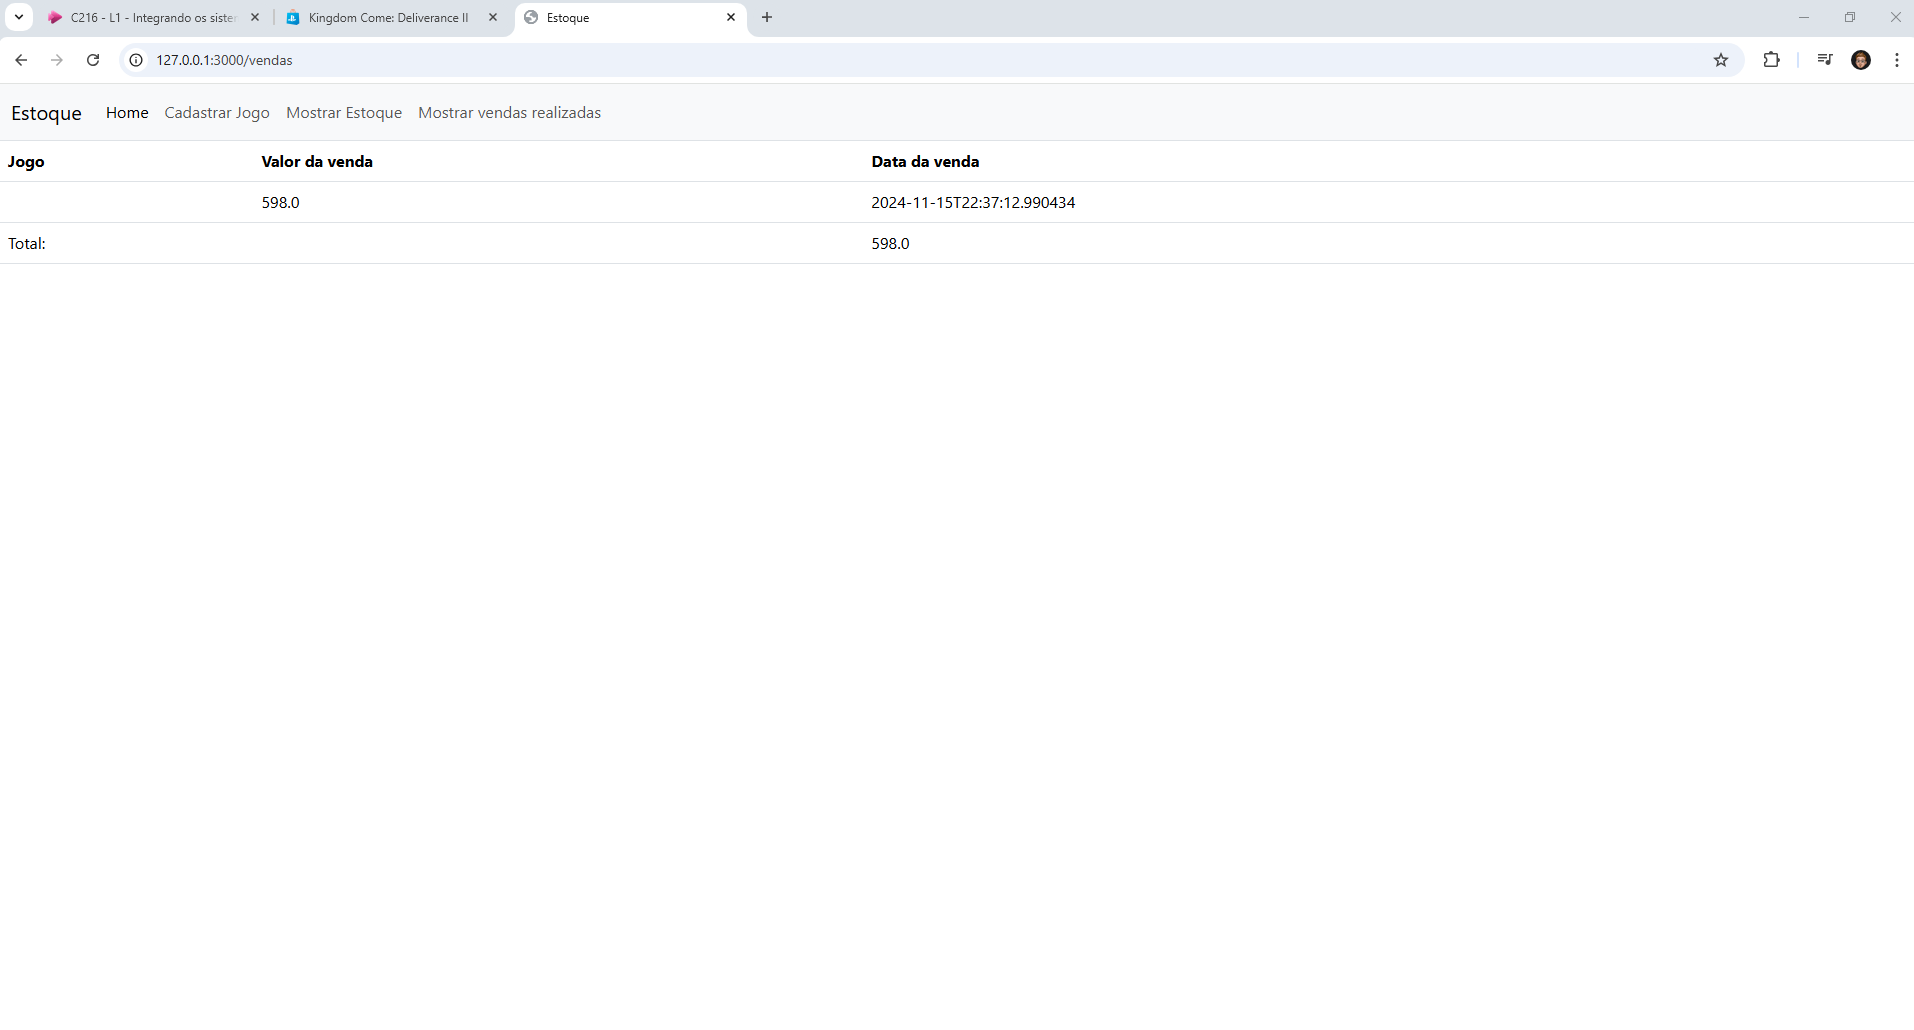 C216 - L1 - Integrando os sister
Kingdom Come: Deliverance II
Estoque
127.0.0.1:3000/vendas
Estoque Home Cadastrar Jogo Mostrar Estoque Mostrar vendas realizadas
Jogo Valor da venda Data da venda
598.0 2024-11-15T22:37:12.990434
Total: 598.0